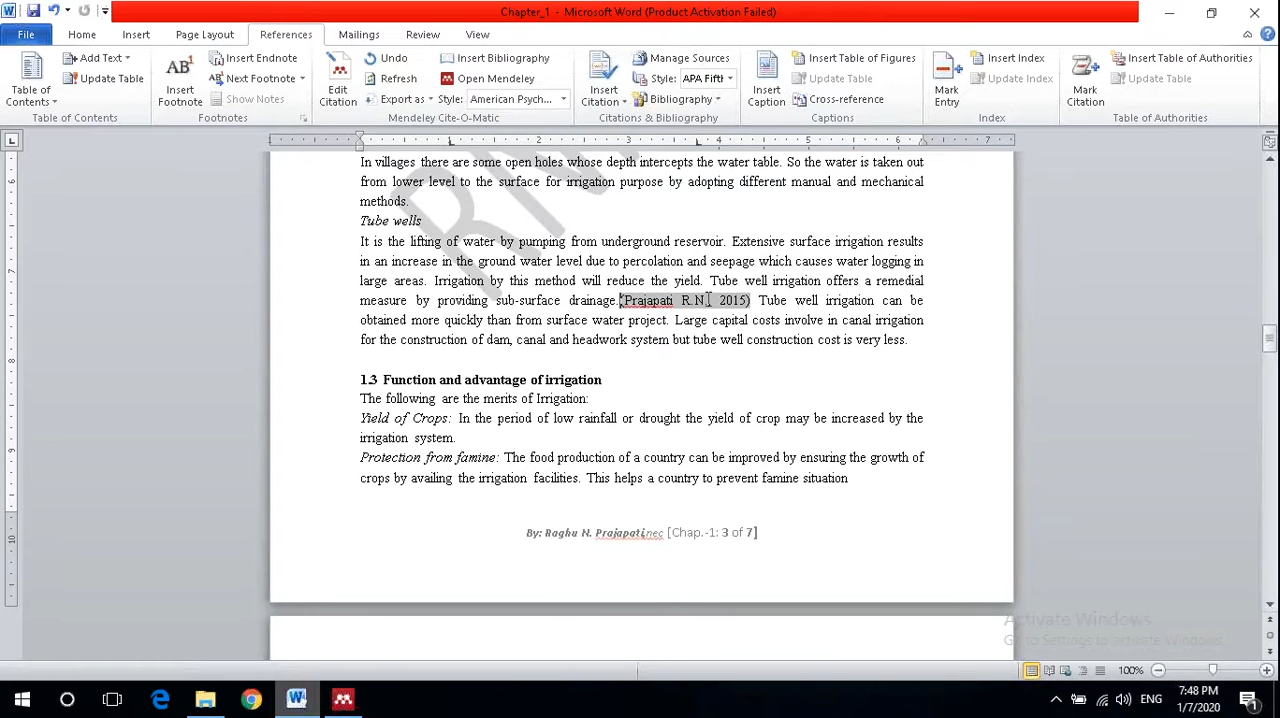 Chapter_1 - Microsoft Word (Product Activation Failed)
File Home Insert Page Layout References Mailings Review View
Table of Contents
Add Text
Update Table
Table of Contents
AB1 Insert Footnote
Insert Endnote
AB1 Next Footnote
Show Notes
Footnotes
Edit Citation
Undo
Refresh
Export as
Insert Bibliography
Open Mendeley
Style: American Psych...
Mendeley Cite-O-Matic
Insert Citation
Manage Sources
Style: APA Fifth
Bibliography
Citations & Bibliography
Insert Caption
Insert Table of Figures
Update Table
Cross-reference
Captions
Mark Entry
Insert Index
Update Index
Index
Mark Citation
Insert Table of Authorities
Update Table
Table of Authorities
1 2 3 4 5 6 7
In villages there are some open holes whose depth intercepts the water table. So the water is taken out
from lower level to the surface for irrigation purpose by adopting different manual and mechanical
methods.
Tube wells
It is the lifting of water by pumping from underground reservoir. Extensive surface irrigation results
in an increase in the ground water level due to percolation and seepage which causes water logging in
large areas. Irrigation by this method will reduce the yield. Tube well irrigation offers a remedial
measure by providing sub-surface drainage.(Prajapati R.N. 2015) Tube well irrigation can be
obtained more quickly than from surface water project. Large capital costs involve in canal irrigation
for the construction of dam, canal and headwork system but tube well construction cost is very less.
1.3 Function and advantage of irrigation
The following are the merits of Irrigation:
Yield of Crops: In the period of low rainfall or drought the yield of crop may be increased by the
irrigation system.
Protection from famine: The food production of a country can be improved by ensuring the growth of
crops by availing the irrigation facilities. This helps a country to prevent famine situation
By: Raghu N. Prajapati,nec [Chap.-1: 3 of 7]
Activate Windows
Go to Settings to activate Windows.
100%
ENG
7:48 PM
1/7/2020